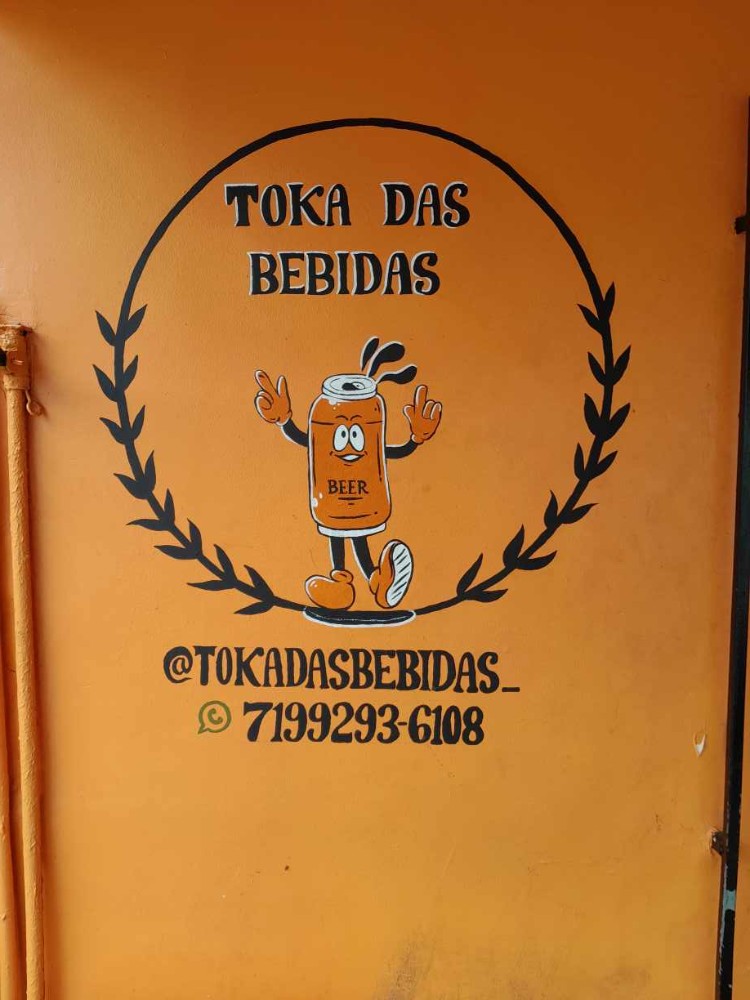 TOKA DAS
BEBIDAS
BEER
@TOKADASBEBIDAS_
7199293-6108